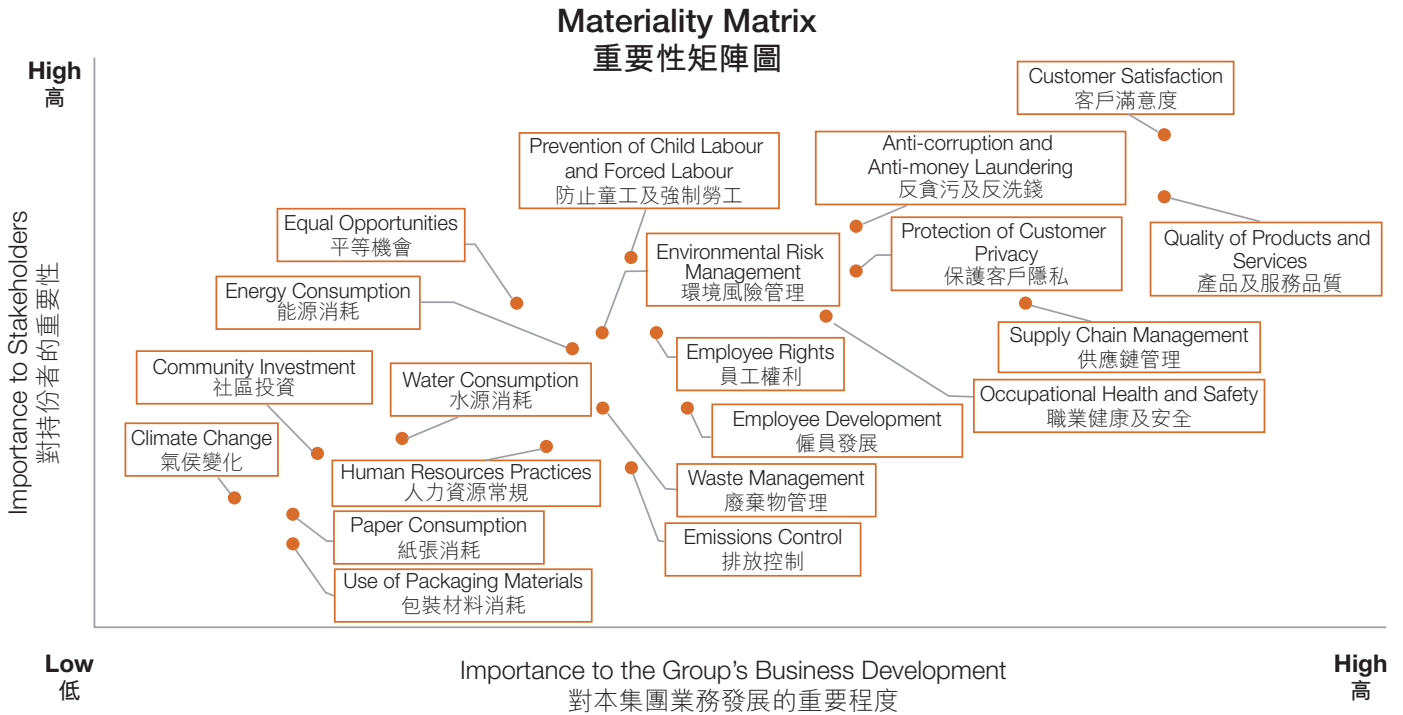 Materiality Matrix
重要性矩陣圖
High
高
Customer Satisfaction
客戶滿意度
Prevention of Child Labour
and Forced Labour
防止童工及強制勞工
Anti-corruption and
Anti-money Laundering
反貪污及反洗錢
Equal Opportunities
平等機會
Environmental Risk
Management
環境風險管理
Protection of Customer
Privacy
保護客戶隱私
Quality of Products and
Services
產品及服務品質
Energy Consumption
能源消耗
Supply Chain Management
供應鏈管理
Employee Rights
員工權利
Community Investment
社區投資
Water Consumption
水源消耗
Occupational Health and Safety
職業健康及安全
Employee Development
僱員發展
Climate Change
氣侯變化
Human Resources Practices
人力資源常規
Waste Management
廢棄物管理
Paper Consumption
紙張消耗
Emissions Control
排放控制
Use of Packaging Materials
包裝材料消耗
Importance to Stakeholders
對持份者的重要性
Low
低
Importance to the Group’s Business Development
對本集團業務發展的重要程度
High
高